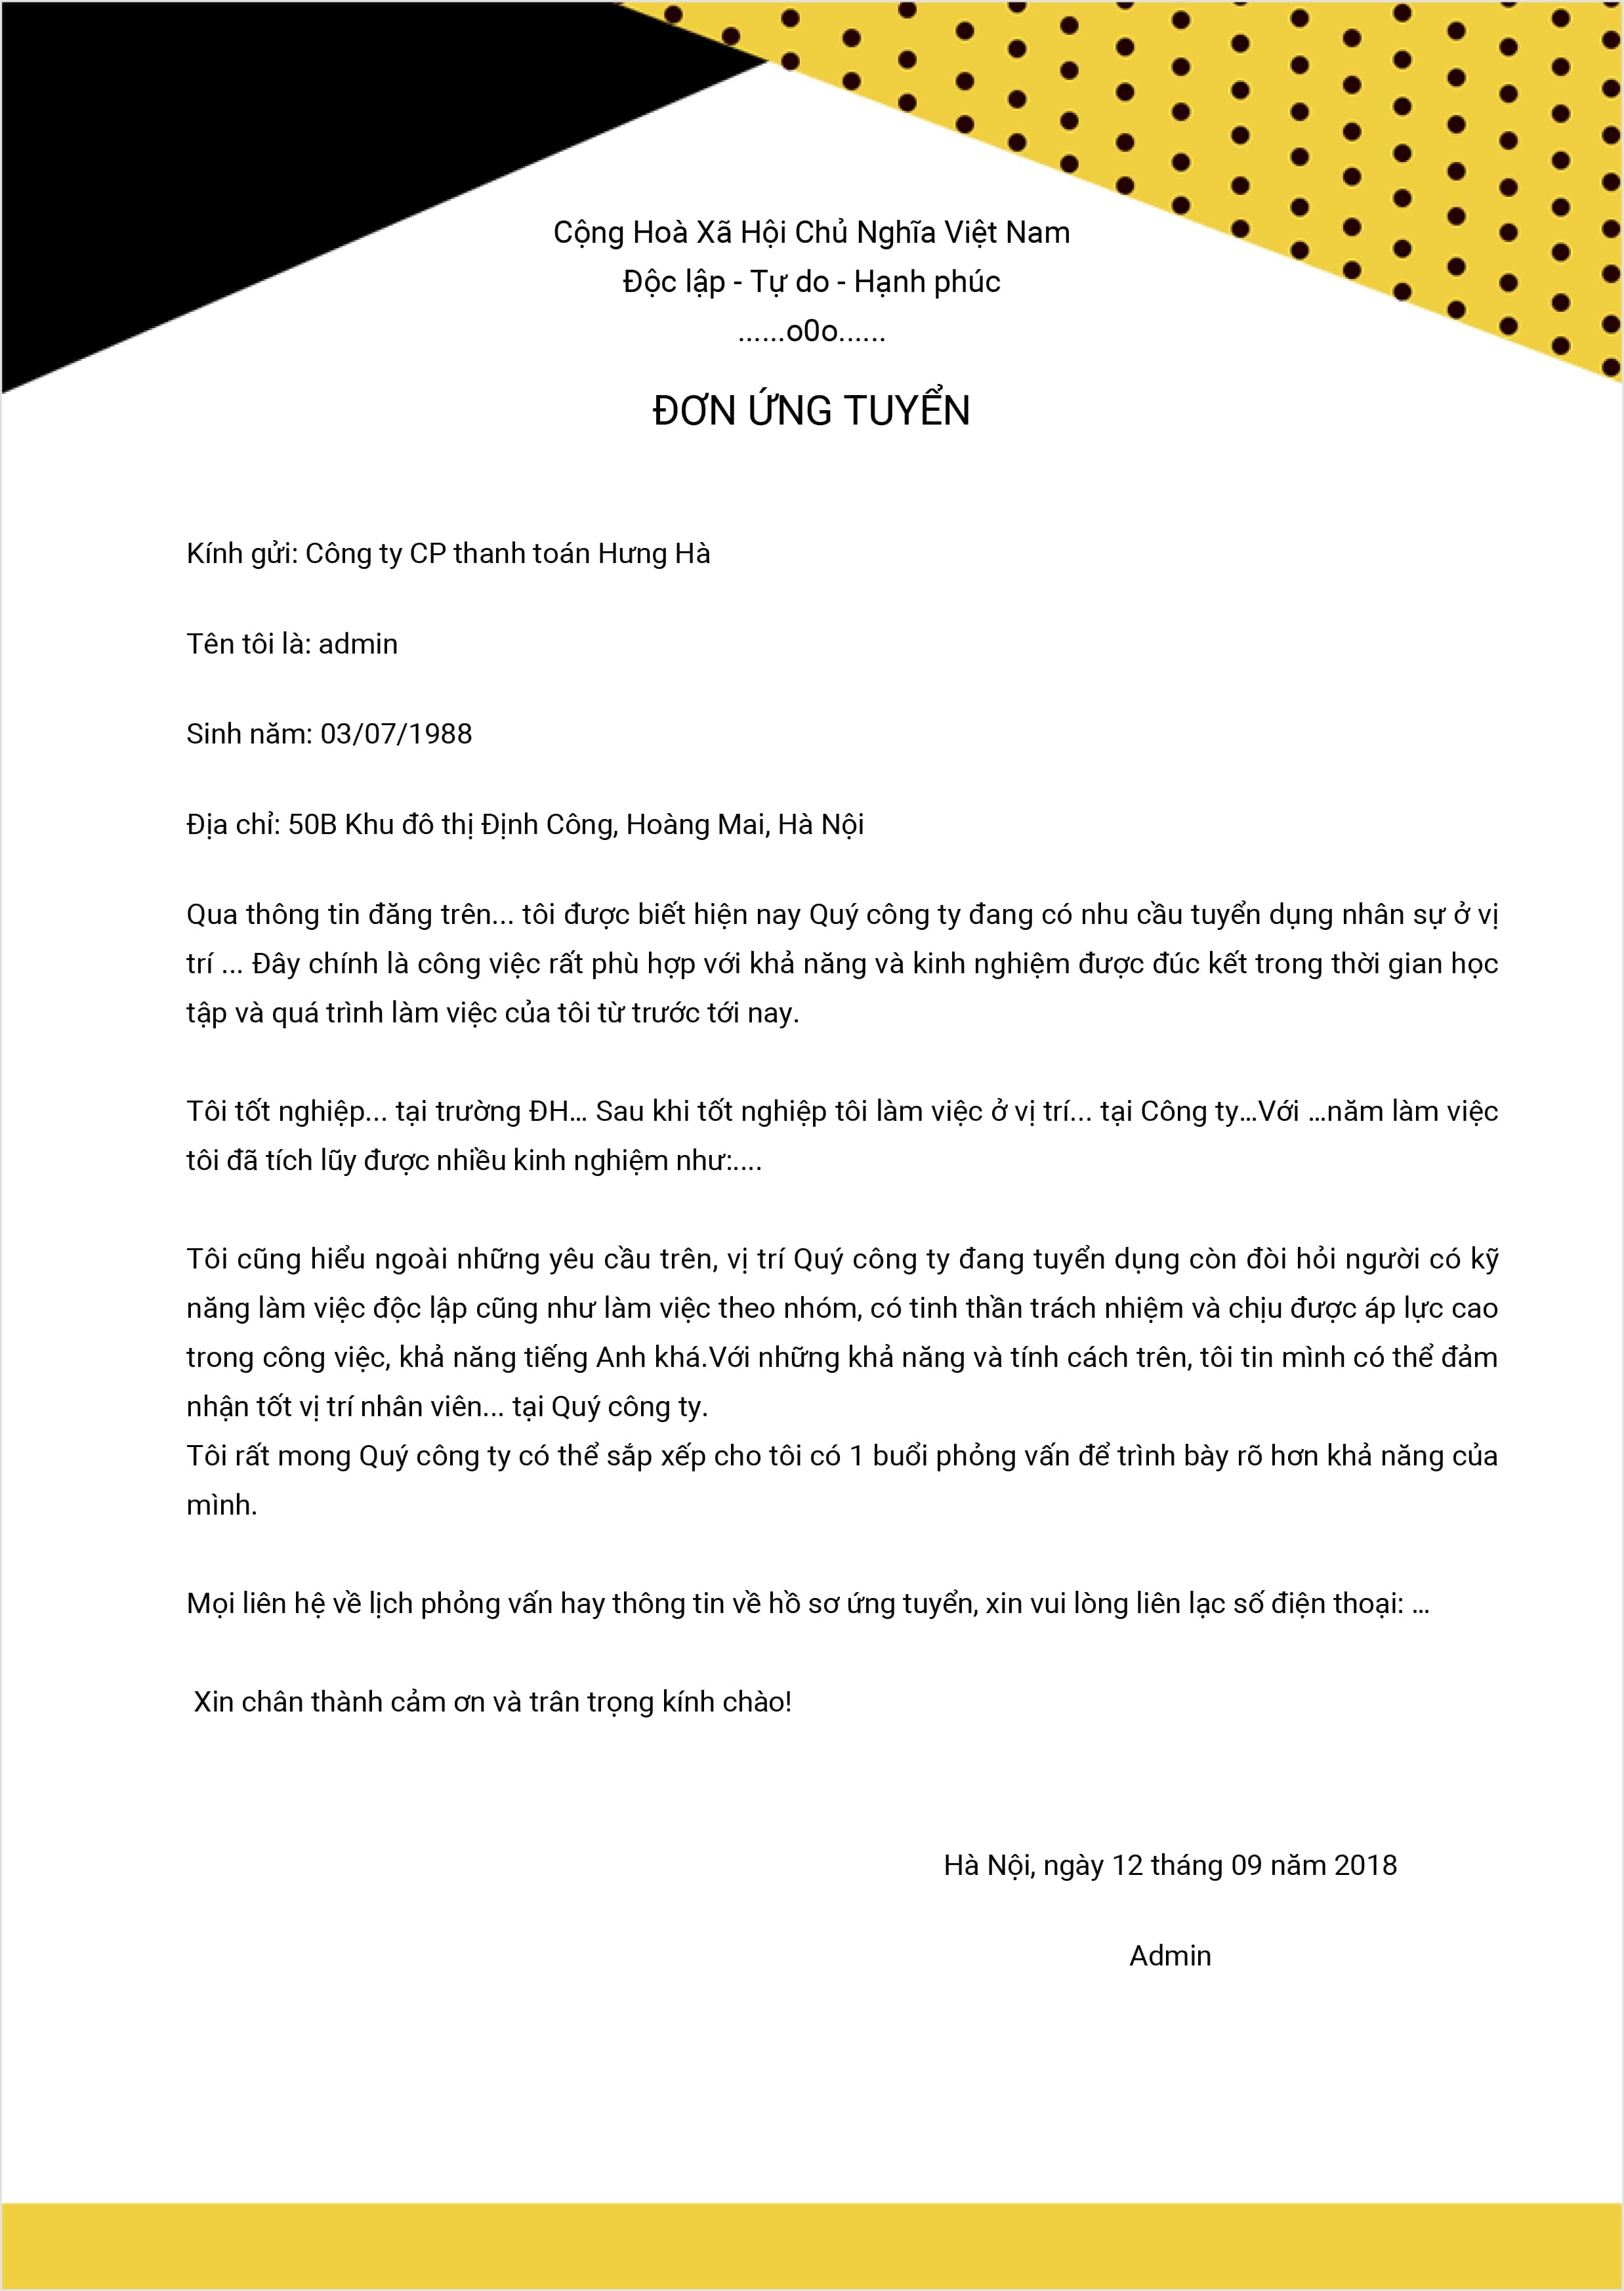 Cộng Hoà Xã Hội Chủ Nghĩa Việt Nam
Độc lập - Tự do - Hạnh phúc
......o0o......
ĐƠN ỨNG TUYỂN
Kính gửi: Công ty CP thanh toán Hưng Hà
Tên tôi là: admin
Sinh năm: 03/07/1988
Địa chỉ: 50B Khu đô thị Định Công, Hoàng Mai, Hà Nội
Qua thông tin đăng trên... tôi được biết hiện nay Quý công ty đang có nhu cầu tuyển dụng nhân sự ở vị
trí ... Đây chính là công việc rất phù hợp với khả năng và kinh nghiệm được đúc kết trong thời gian học
tập và quá trình làm việc của tôi từ trước tới nay.
Tôi tốt nghiệp... tại trường ĐH... Sau khi tốt nghiệp tôi làm việc ở vị trí... tại Công ty...Với ...năm làm việc
tôi đã tích lũy được nhiều kinh nghiệm như:....
Tôi cũng hiểu ngoài những yêu cầu trên, vị trí Quý công ty đang tuyển dụng còn đòi hỏi người có kỹ
năng làm việc độc lập cũng như làm việc theo nhóm, có tinh thần trách nhiệm và chịu được áp lực cao
trong công việc, khả năng tiếng Anh khá.Với những khả năng và tính cách trên, tôi tin mình có thể đảm
nhận tốt vị trí nhân viên... tại Quý công ty.
Tôi rất mong Quý công ty có thể sắp xếp cho tôi có 1 buổi phỏng vấn để trình bày rõ hơn khả năng của
mình.
Mọi liên hệ về lịch phỏng vấn hay thông tin về hồ sơ ứng tuyển, xin vui lòng liên lạc số điện thoại: ...
Xin chân thành cảm ơn và trân trọng kính chào!
Hà Nội, ngày 12 tháng 09 năm 2018
Admin